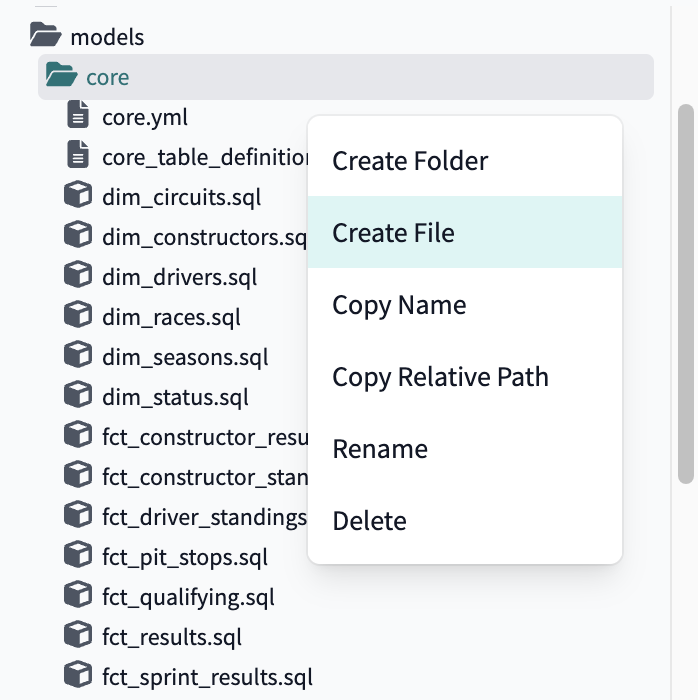 models
core
core.yml
core_table_definition
dim_circuits.sql
dim_constructors.sq
dim_drivers.sql
dim_races.sql
dim_seasons.sql
dim_status.sql
fct_constructor_resu
fct_constructor_stan
fct_driver_standings
fct_pit_stops.sql
fct_qualifying.sql
fct_results.sql
fct_sprint_results.sql
Create Folder
Create File
Copy Name
Copy Relative Path
Rename
Delete